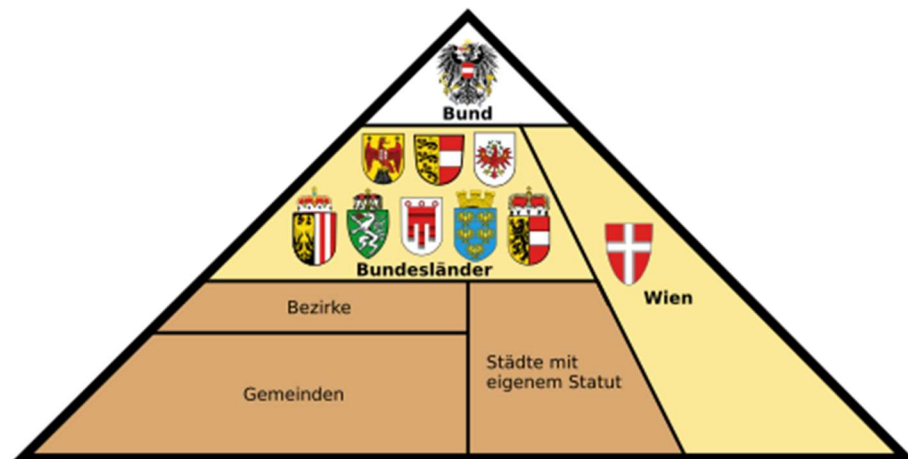 Bund
Bundesländer
Wien
Bezirke
Städte mit
eigenem Statut
Gemeinden